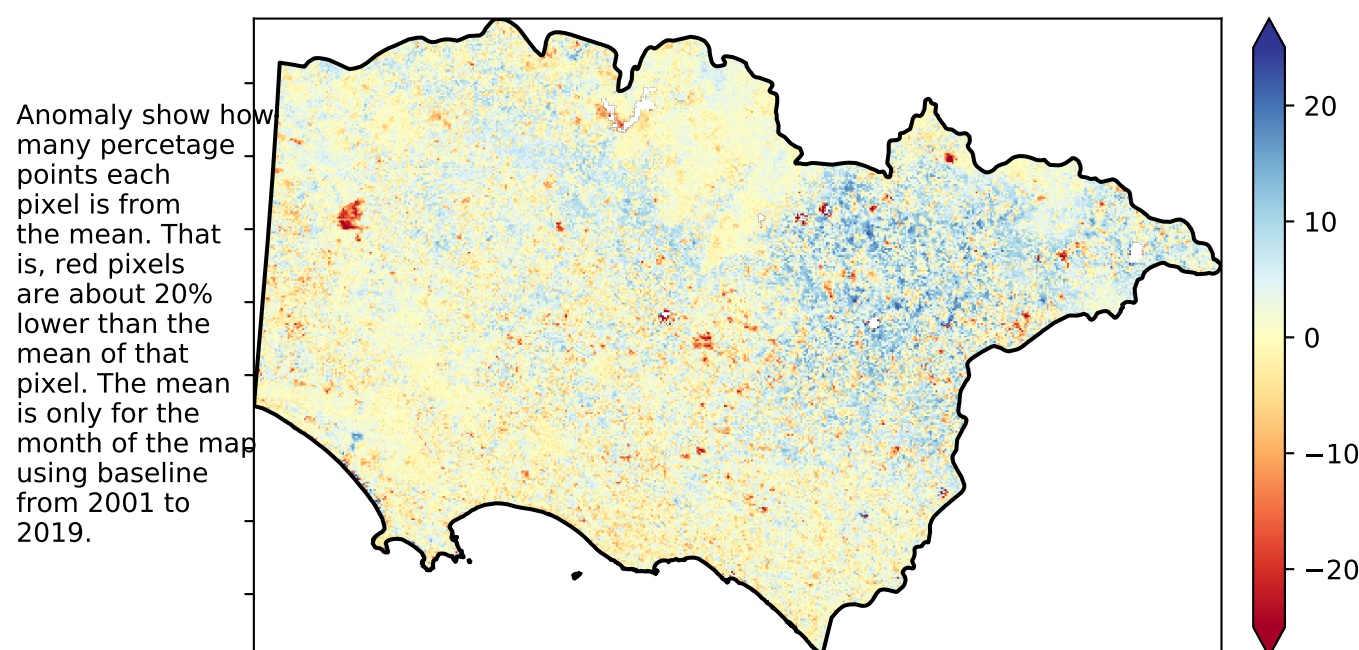 Anomaly show how
many percetage
points each
pixel is from
the mean. That
is, red pixels
are about 20%
lower than the
mean of that
pixel. The mean
is only for the
month of the map
using baseline
from 2001 to
2019.
20
10
0
−10
−20